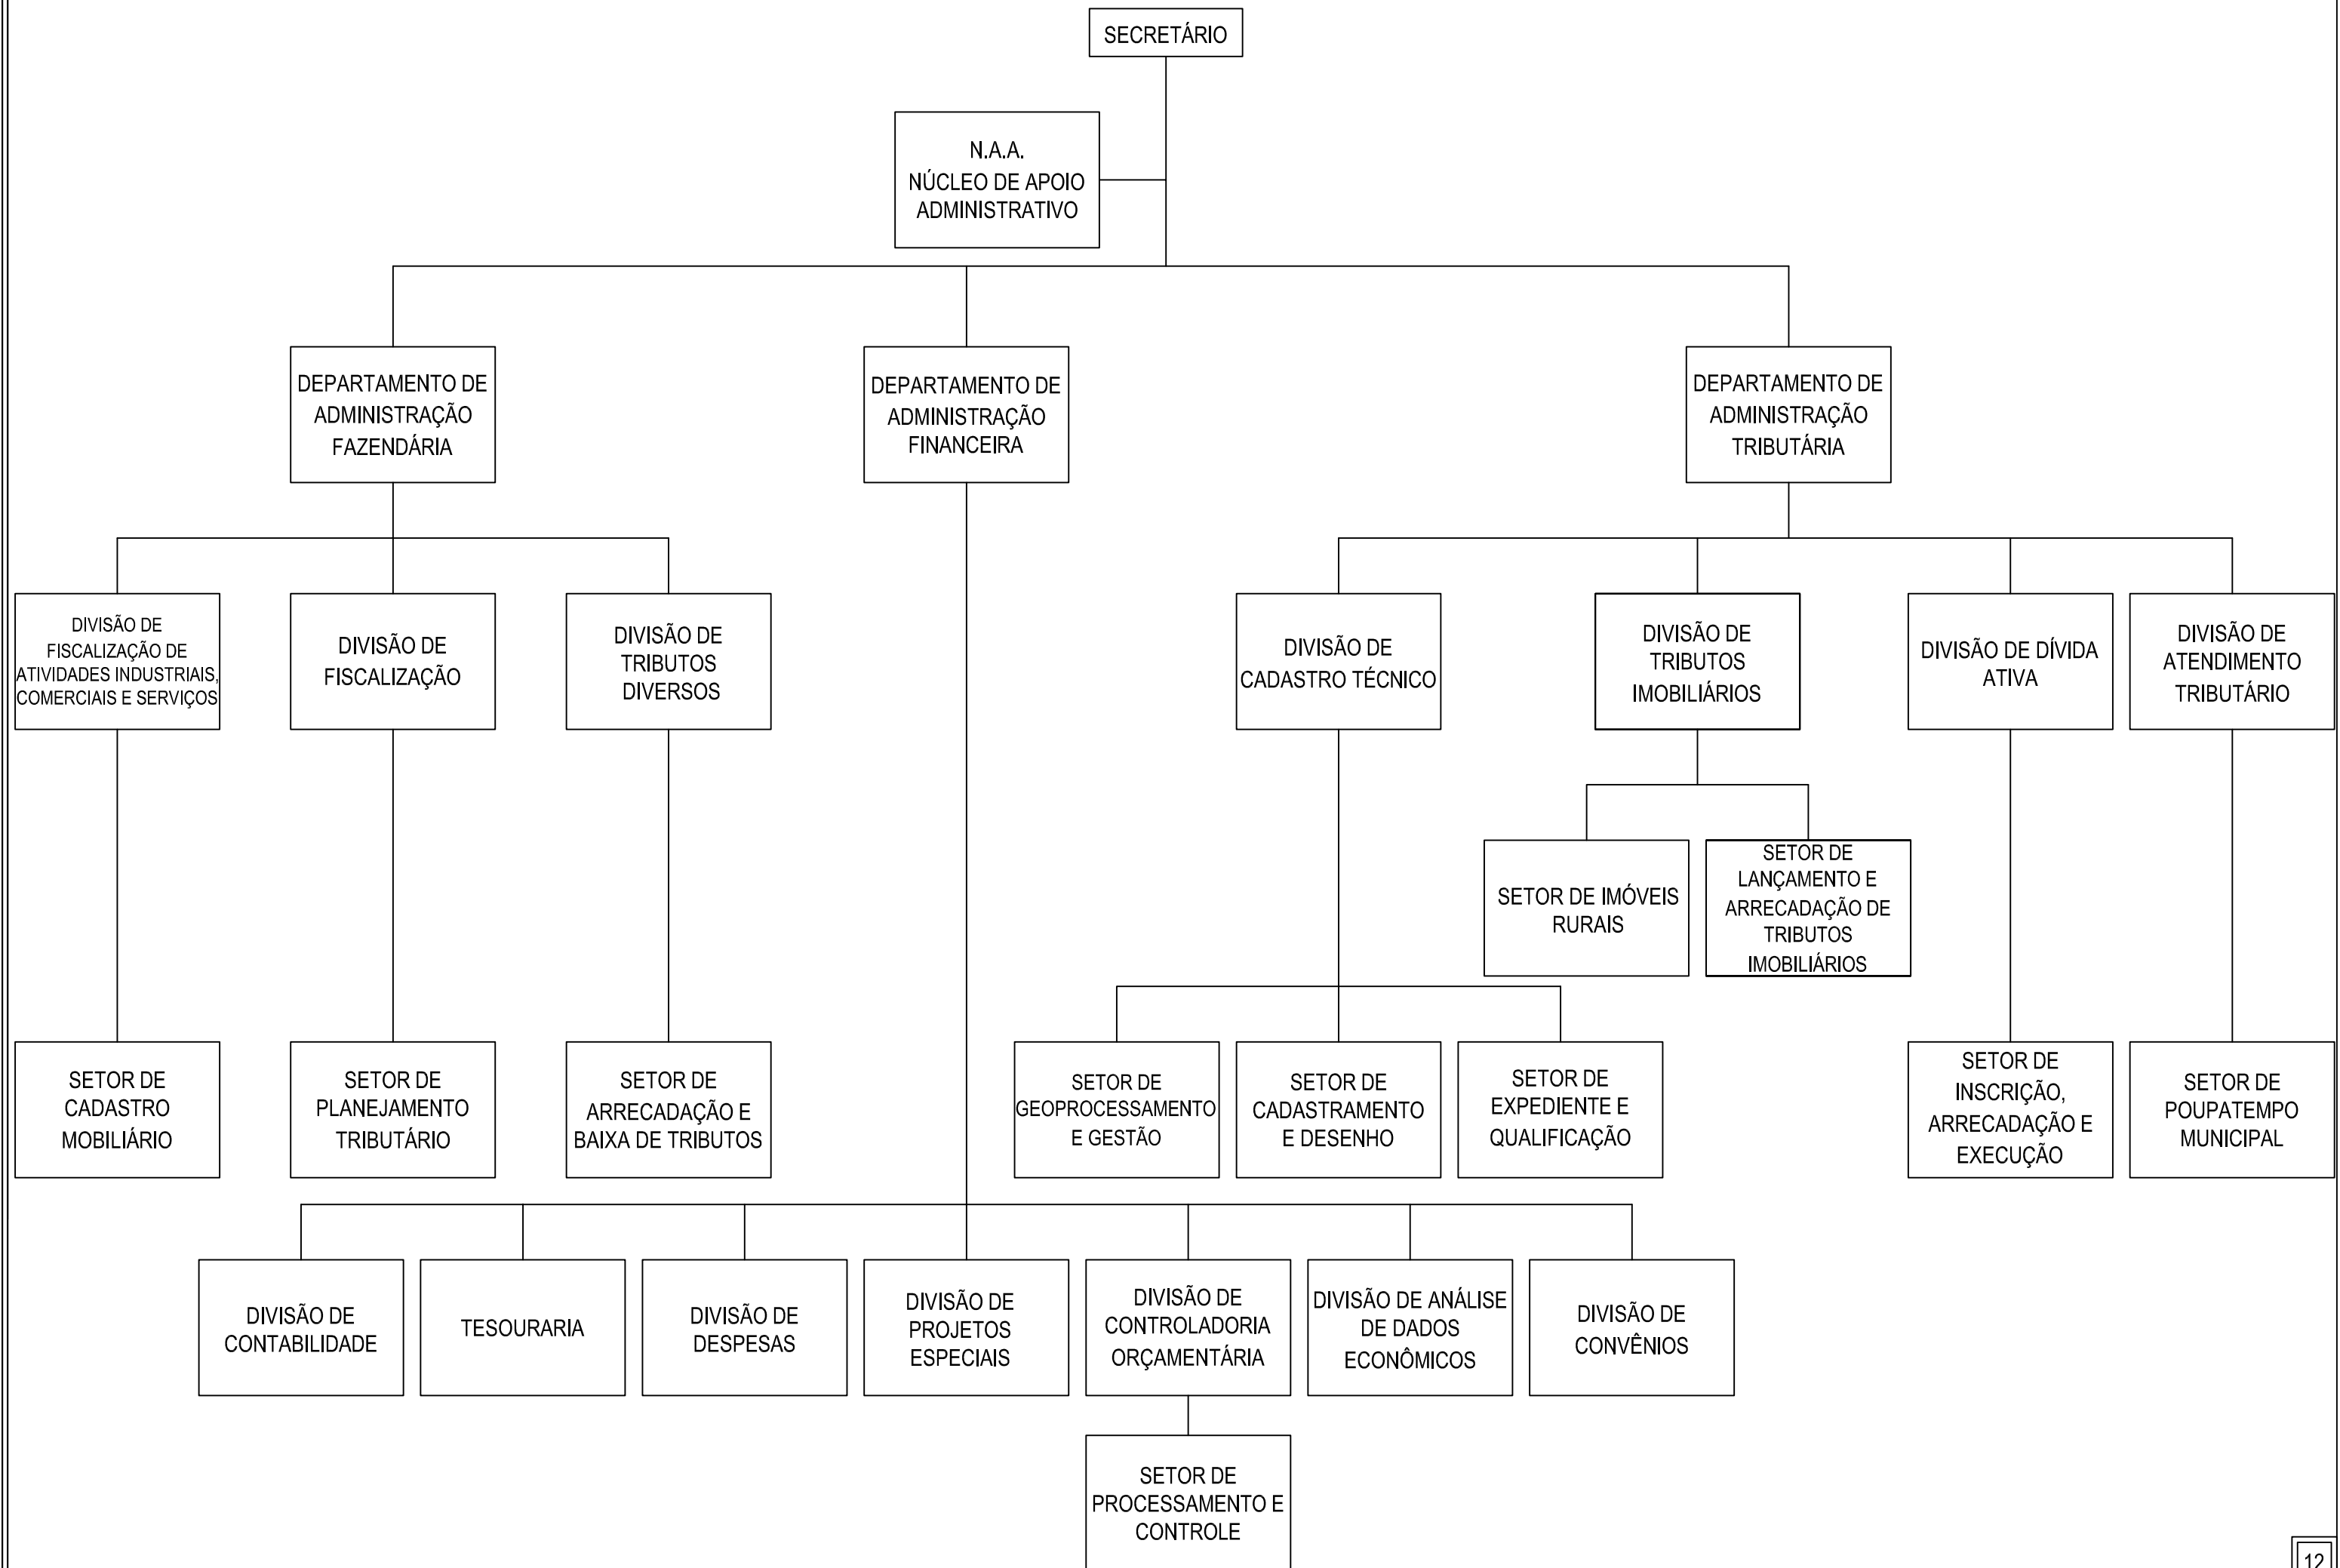 SECRETÁRIO
N.A.A.
NÚCLEO DE APOIO
ADMINISTRATIVO
DEPARTAMENTO DE
ADMINISTRAÇÃO
FAZENDÁRIA
DEPARTAMENTO DE
ADMINISTRAÇÃO
FINANCEIRA
DEPARTAMENTO DE
ADMINISTRAÇÃO
TRIBUTÁRIA
DIVISÃO DE
FISCALIZAÇÃO DE
ATIVIDADES INDUSTRIAIS,
COMERCIAIS E SERVIÇOS
DIVISÃO DE
FISCALIZAÇÃO
DIVISÃO DE
TRIBUTOS
DIVERSOS
DIVISÃO DE
CADASTRO TÉCNICO
DIVISÃO DE
TRIBUTOS
IMOBILIÁRIOS
DIVISÃO DE DÍVIDA
ATIVA
DIVISÃO DE
ATENDIMENTO
TRIBUTÁRIO
SETOR DE IMÓVEIS
RURAIS
SETOR DE
LANÇAMENTO E
ARRECADAÇÃO DE
TRIBUTOS
IMOBILIÁRIOS
SETOR DE
CADASTRO
MOBILIÁRIO
SETOR DE
PLANEJAMENTO
TRIBUTÁRIO
SETOR DE
ARRECADAÇÃO E
BAIXA DE TRIBUTOS
SETOR DE
GEOPROCESSAMENTO
E GESTÃO
SETOR DE
CADASTRAMENTO
E DESENHO
SETOR DE
EXPEDIENTE E
QUALIFICAÇÃO
SETOR DE
INSCRIÇÃO,
ARRECADAÇÃO E
EXECUÇÃO
SETOR DE
POUPATEMPO
MUNICIPAL
DIVISÃO DE
CONTABILIDADE
TESOURARIA
DIVISÃO DE
DESPESAS
DIVISÃO DE
PROJETOS
ESPECIAIS
DIVISÃO DE
CONTROLADORIA
ORÇAMENTÁRIA
DIVISÃO DE ANÁLISE
DE DADOS
ECONÔMICOS
DIVISÃO DE
CONVÊNIOS
SETOR DE
PROCESSAMENTO E
CONTROLE
12